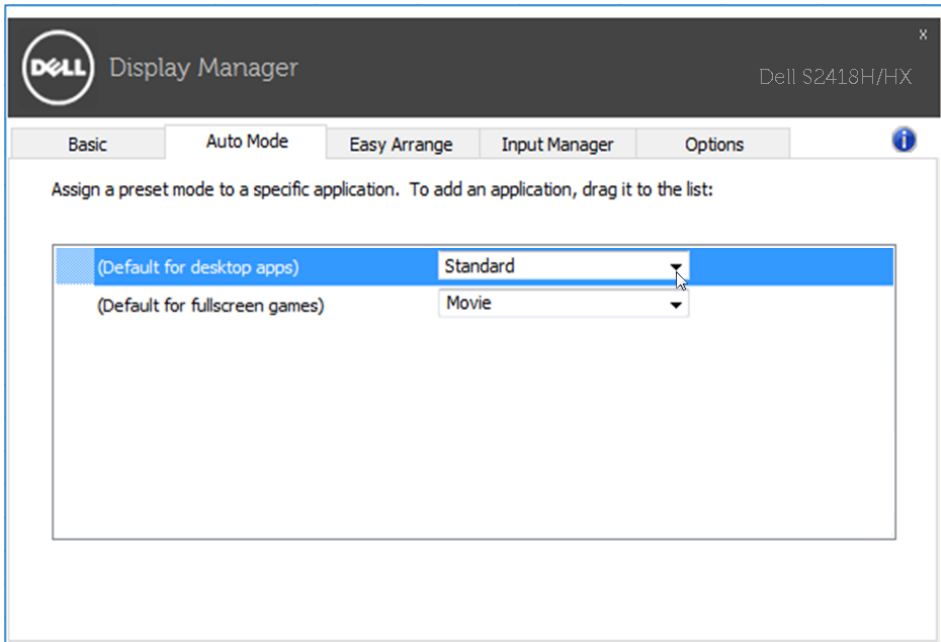 DELL Display Manager
X
Dell S2418H/HX
Basic Auto Mode Easy Arrange Input Manager Options
Assign a preset mode to a specific application. To add an application, drag it to the list:
(Default for desktop apps) Standard
(Default for fullscreen games) Movie